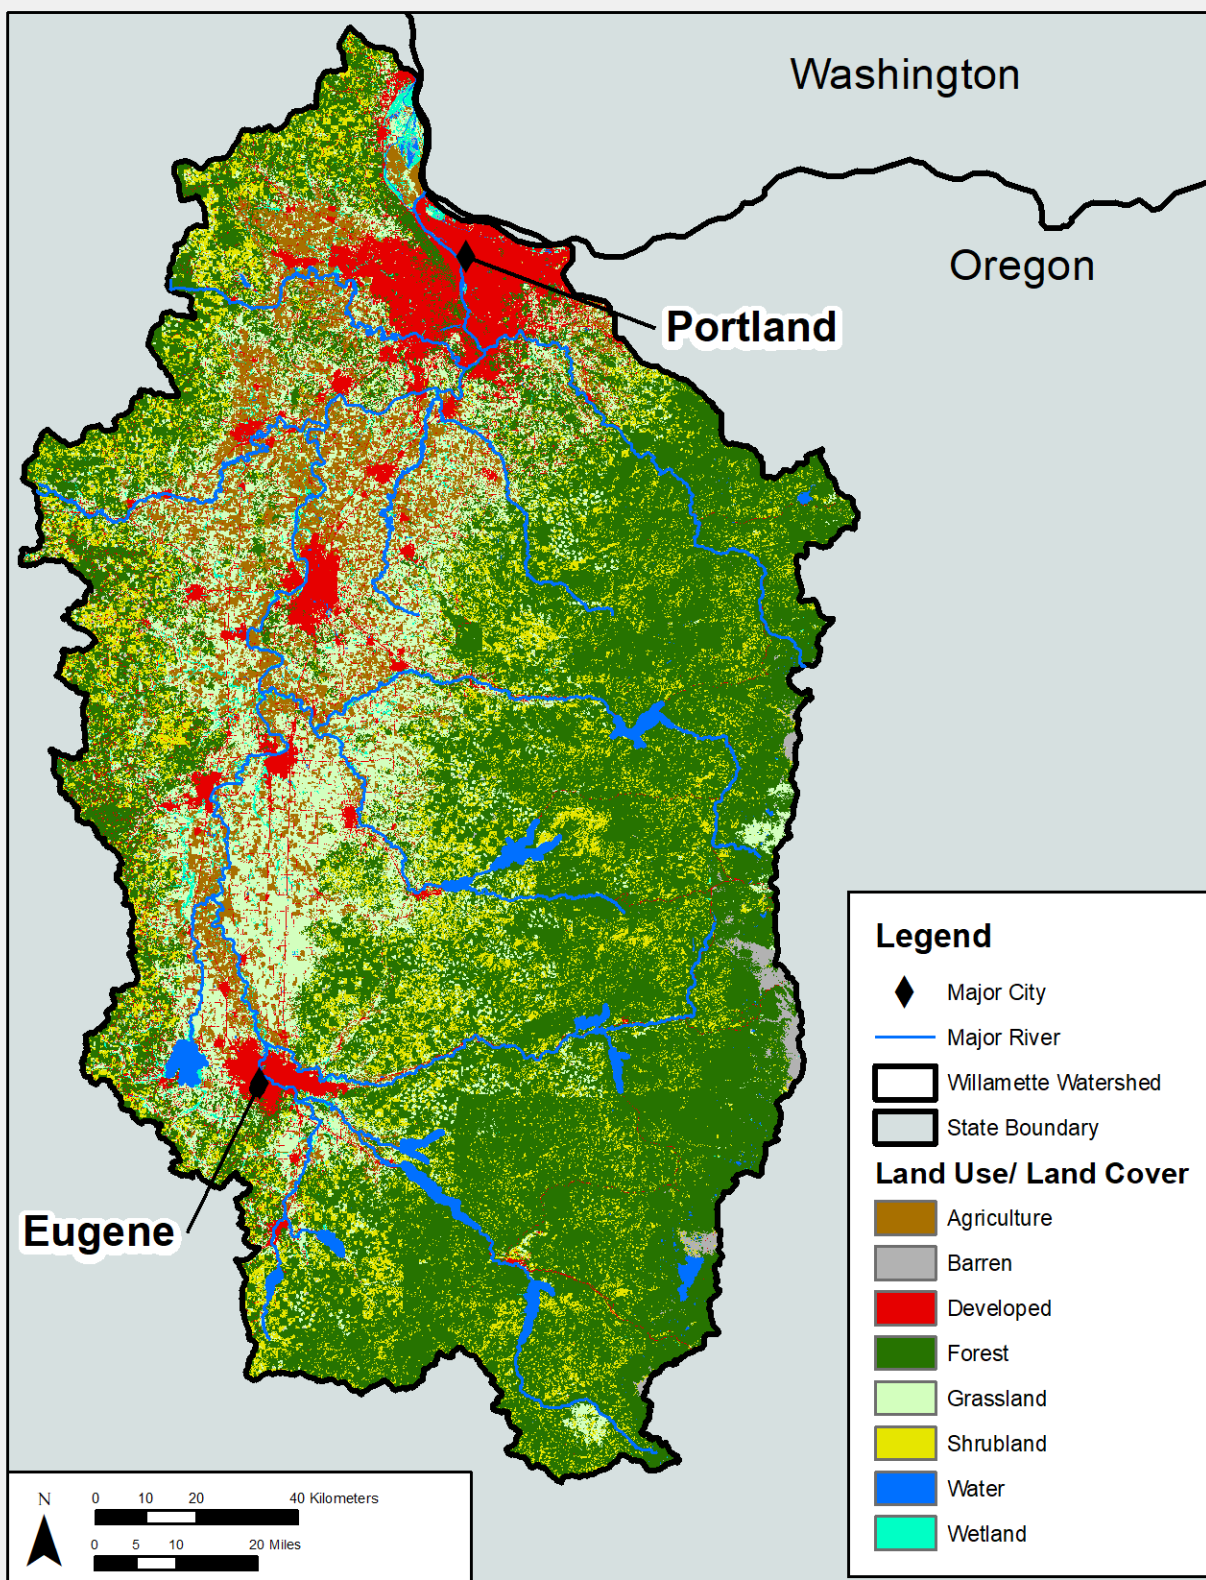 Washington
Oregon
Portland
Eugene
Legend
Major City
Major River
Willamette Watershed
State Boundary
Land Use/ Land Cover
Agriculture
Barren
Developed
Forest
Grassland
Shrubland
Water
Wetland
N
0 10 20 40 Kilometers
0 5 10 20 Miles